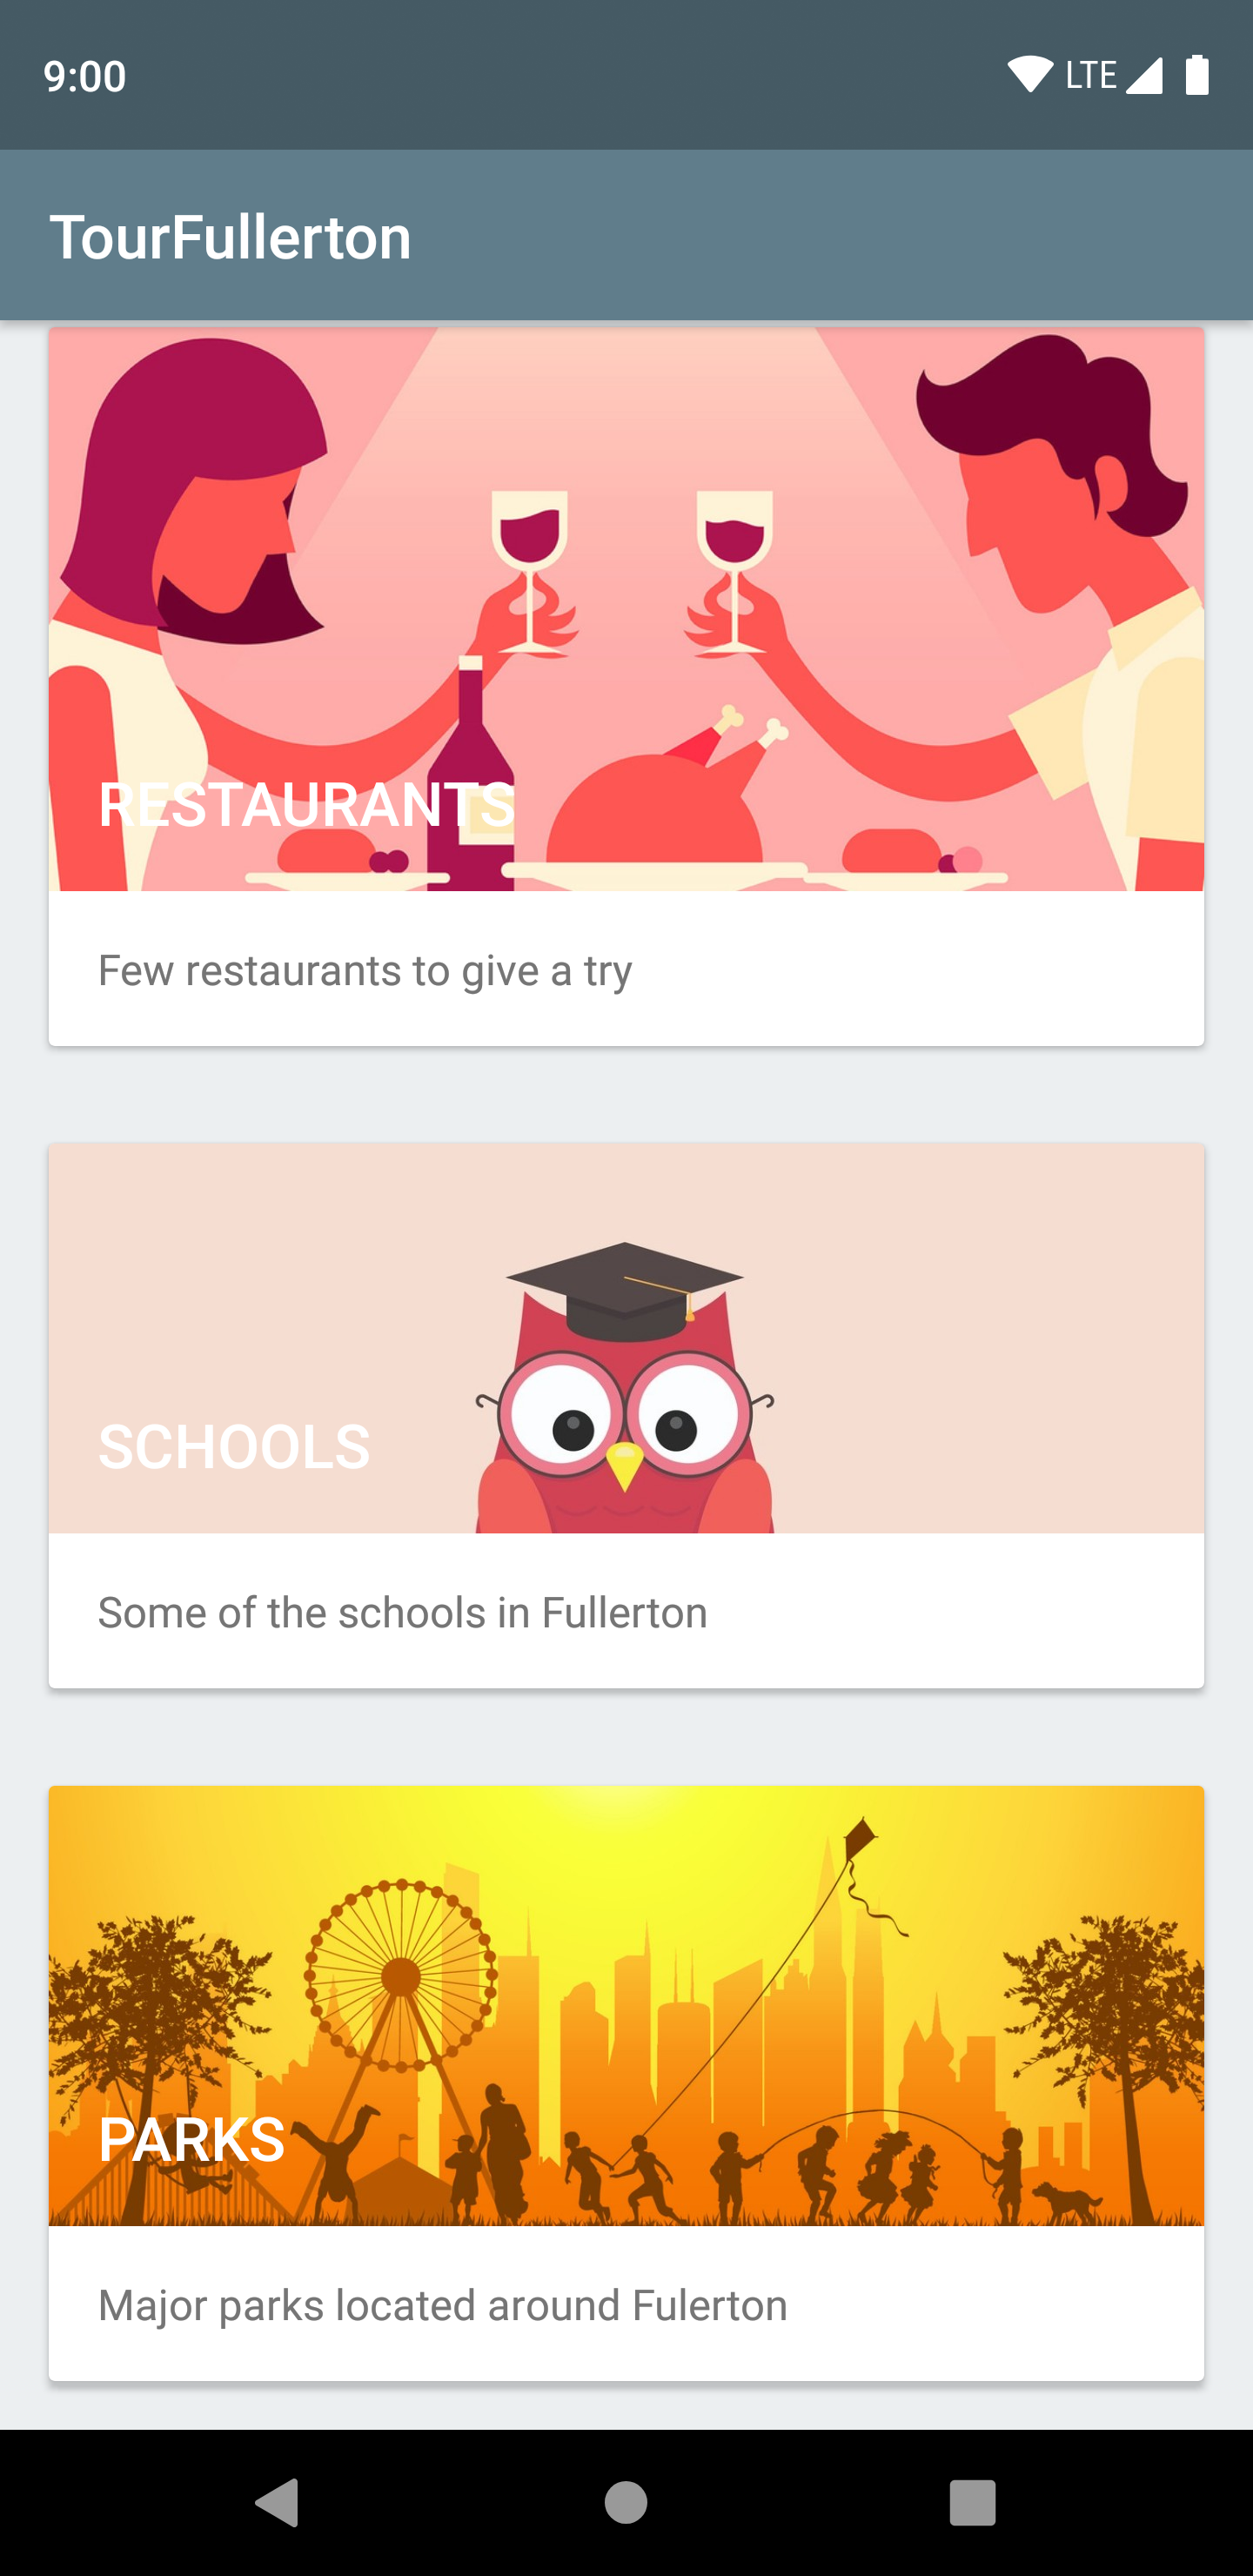 9:00 LTE
TourFullerton
RESTAURANTS
Few restaurants to give a try
SCHOOLS
Some of the schools in Fullerton
PARKS
Major parks located around Fulerton